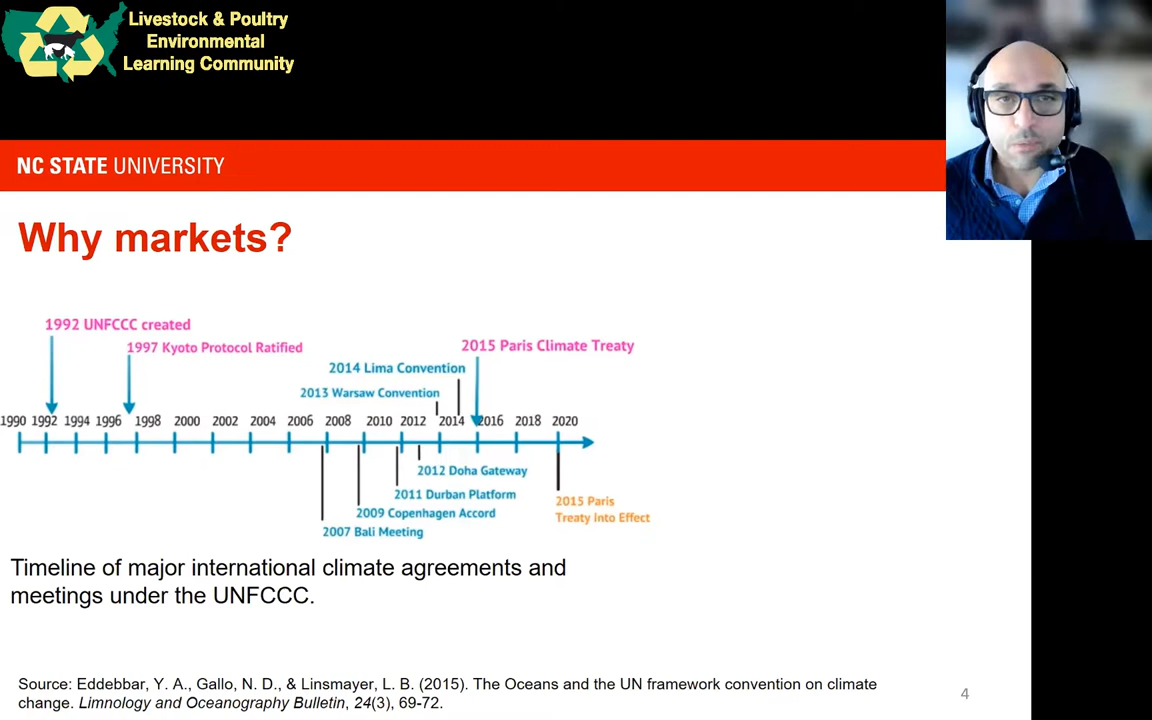 Livestock & Poultry
Environmental
Learning Community
NC STATE UNIVERSITY
Why markets?
1992 UNFCCC created
1997 Kyoto Protocol Ratified
2015 Paris Climate Treaty
2014 Lima Convention
2013 Warsaw Convention
1990 1992 1994 1996 1998 2000 2002 2004 2006 2008 2010 2012 2014 2016 2018 2020
2012 Doha Gateway
2011 Durban Platform
2009 Copenhagen Accord
2007 Bali Meeting
2015 Paris
Treaty Into Effect
Timeline of major international climate agreements and
meetings under the UNFCCC.
Source: Eddebbar, Y. A., Gallo, N. D., & Linsmayer, L. B. (2015). The Oceans and the UN framework convention on climate
change. Limnology and Oceanography Bulletin, 24(3), 69-72.
4